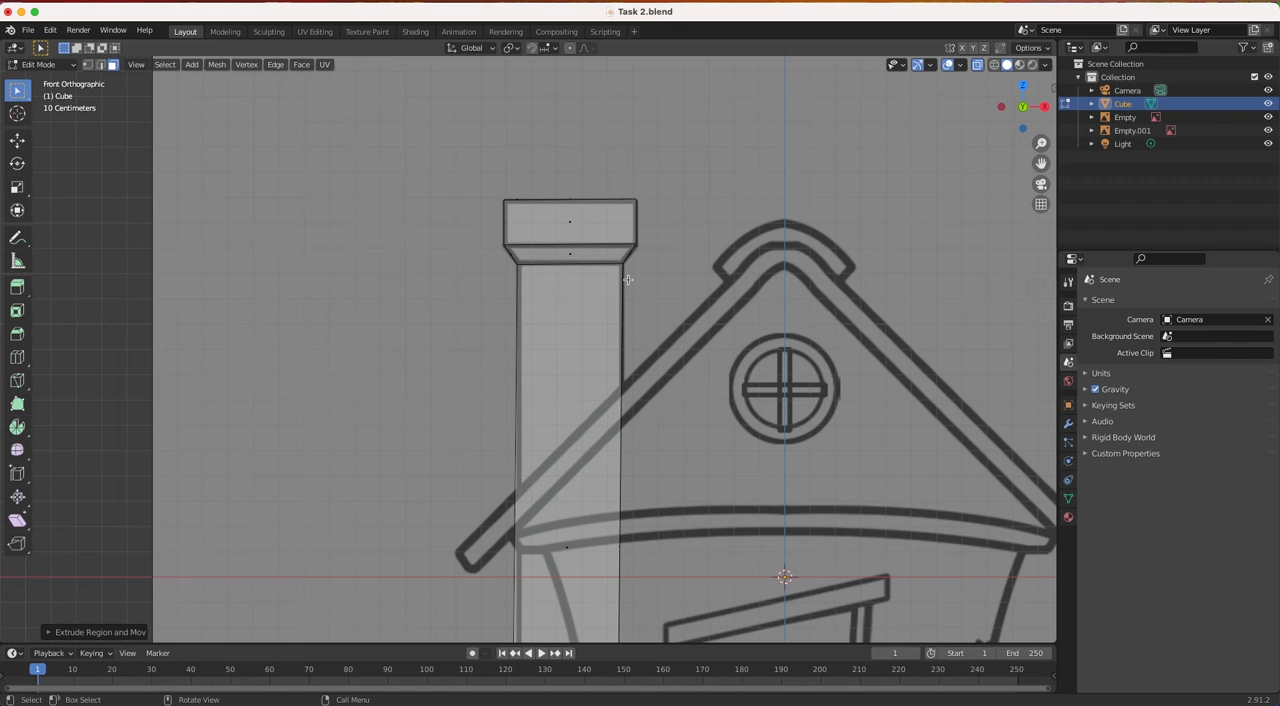 Task 2.blend
File Edit Render Window Help Layout Modeling Sculpting UV Editing Texture Paint Shading Animation Rendering Compositing Scripting + Scene View Layer
Global X Y Z Options
Edit Mode View Select Add Mesh Vertex Edge Face UV
Front Orthographic
(1) Cube
10 Centimeters
Z
Y
X
Scene Collection
Collection
Camera
Cube
Empty
Empty.001
Light
Scene
Scene
Camera Camera
Background Scene
Active Clip
Units
Gravity
Keying Sets
Audio
Rigid Body World
Custom Properties
Extrude Region and Mov
Playback Keying View Marker 1 Start 1 End 250
1 10 20 30 40 50 60 70 80 90 100 110 120 130 140 150 160 170 180 190 200 210 220 230 240 250
Select Box Select Rotate View Call Menu 2.91.2